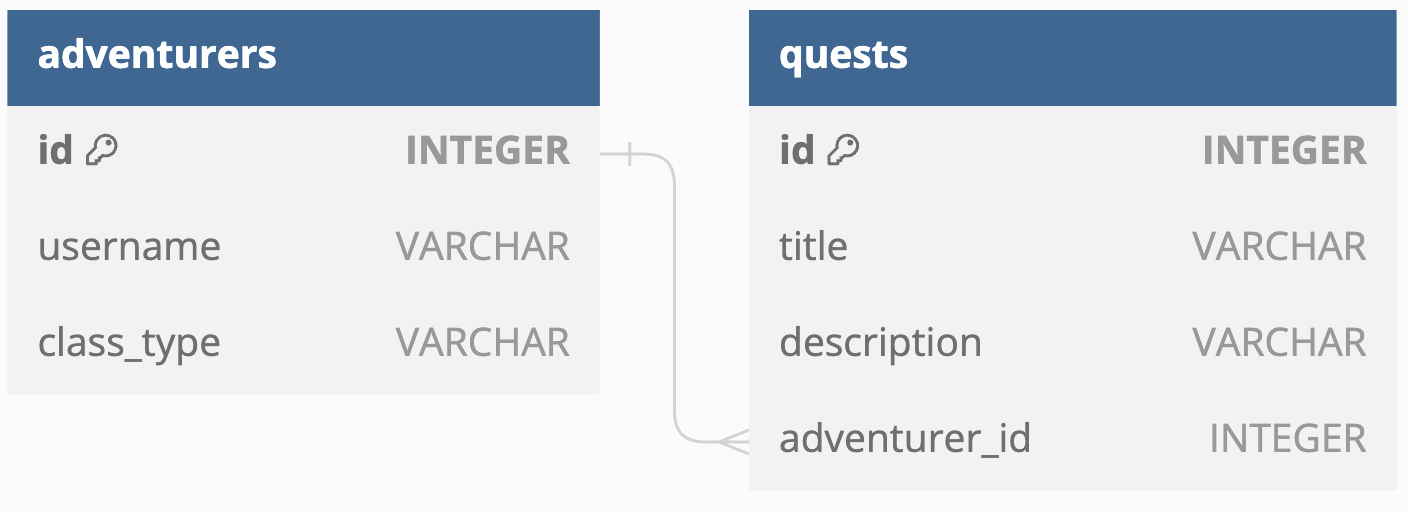 adventurers
id INTEGER
username VARCHAR
class_type VARCHAR
quests
id INTEGER
title VARCHAR
description VARCHAR
adventurer_id INTEGER